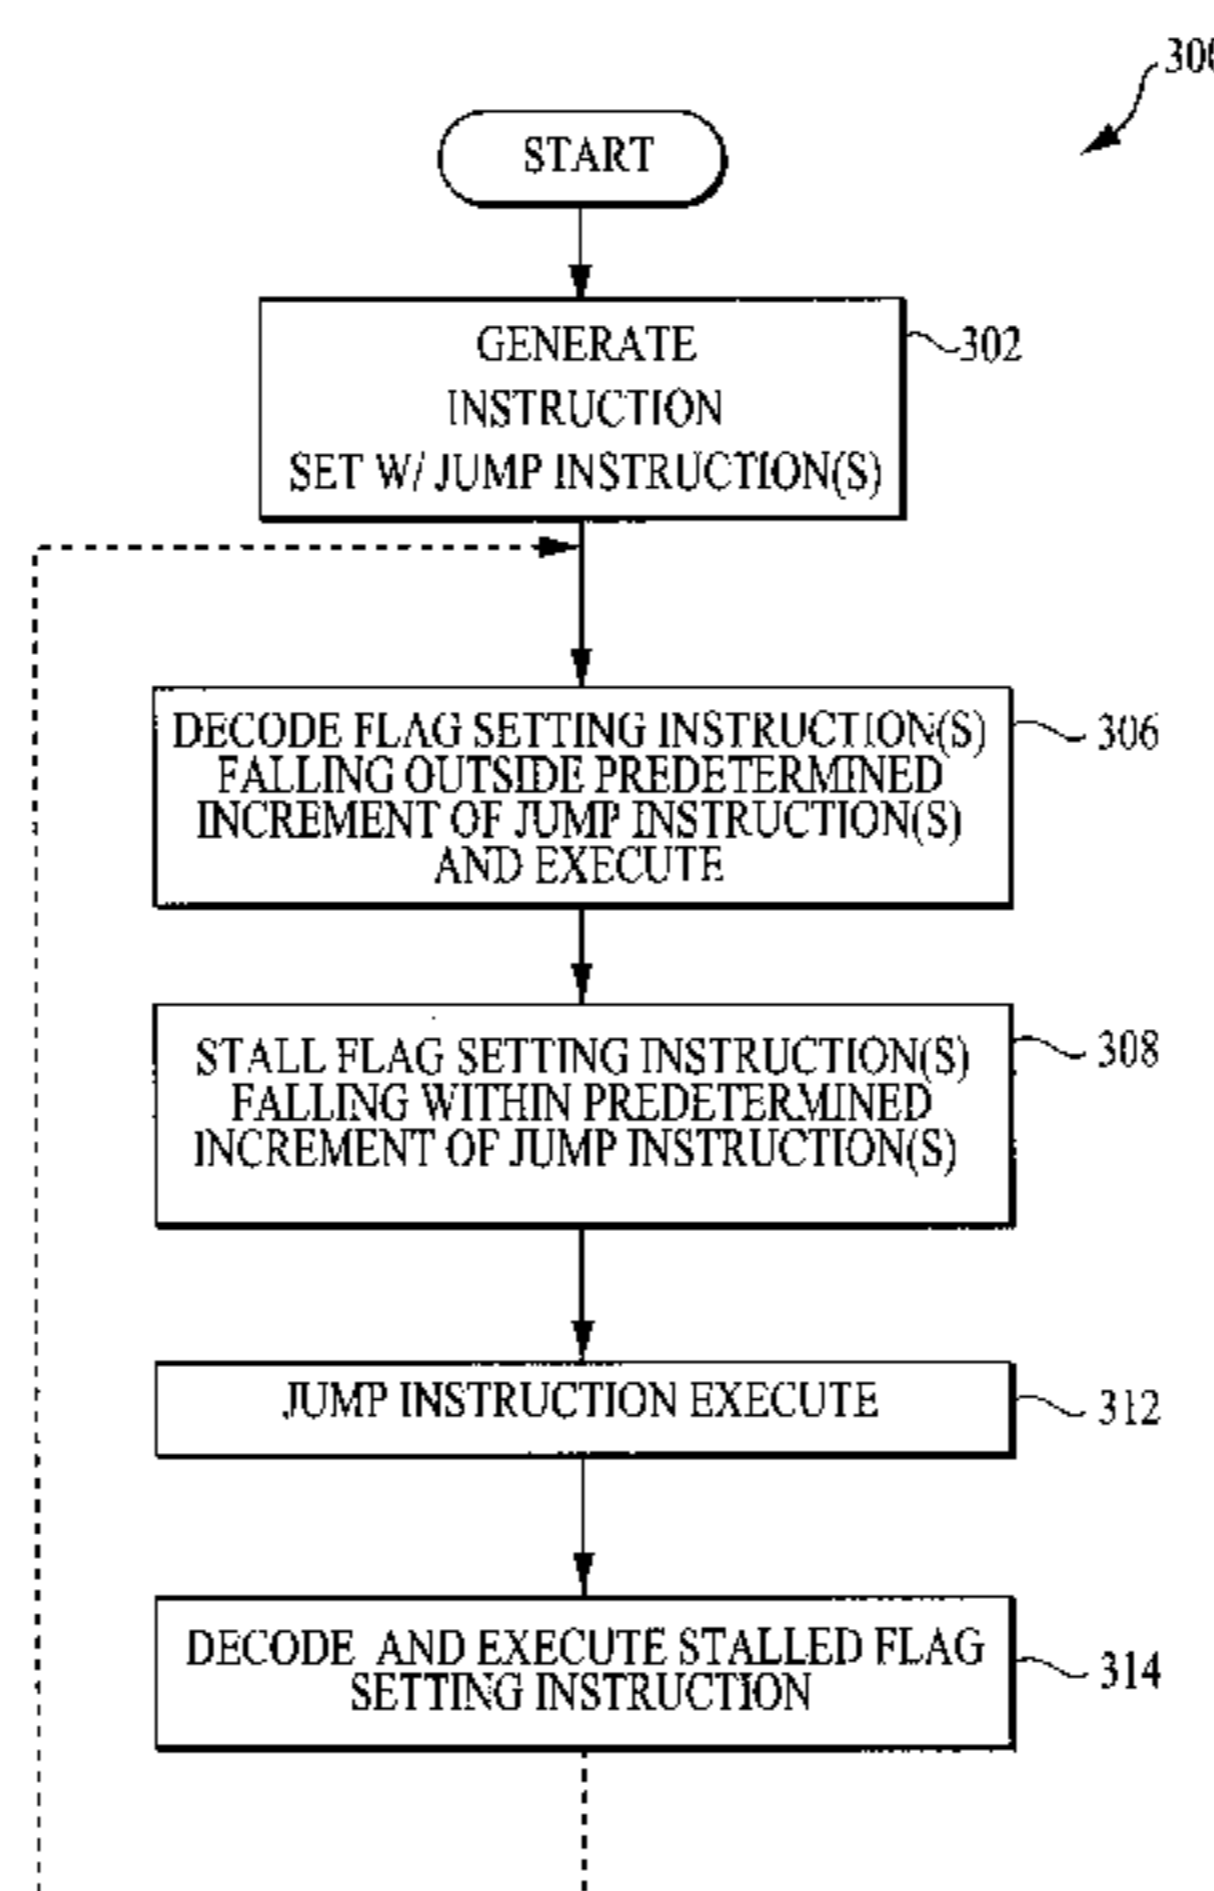 300
START
GENERATE
INSTRUCTION
SET W/ JUMP INSTRUCTION(S)
302
DECODE FLAG SETTING INSTRUCTION(S)
FALLING OUTSIDE PREDETERMINED
INCREMENT OF JUMP INSTRUCTION(S)
AND EXECUTE
306
STALL FLAG SETTING INSTRUCTION(S)
FALLING WITHIN PREDETERMINED
INCREMENT OF JUMP INSTRUCTION(S)
308
JUMP INSTRUCTION EXECUTE
312
DECODE AND EXECUTE STALLED FLAG
SETTING INSTRUCTION
314